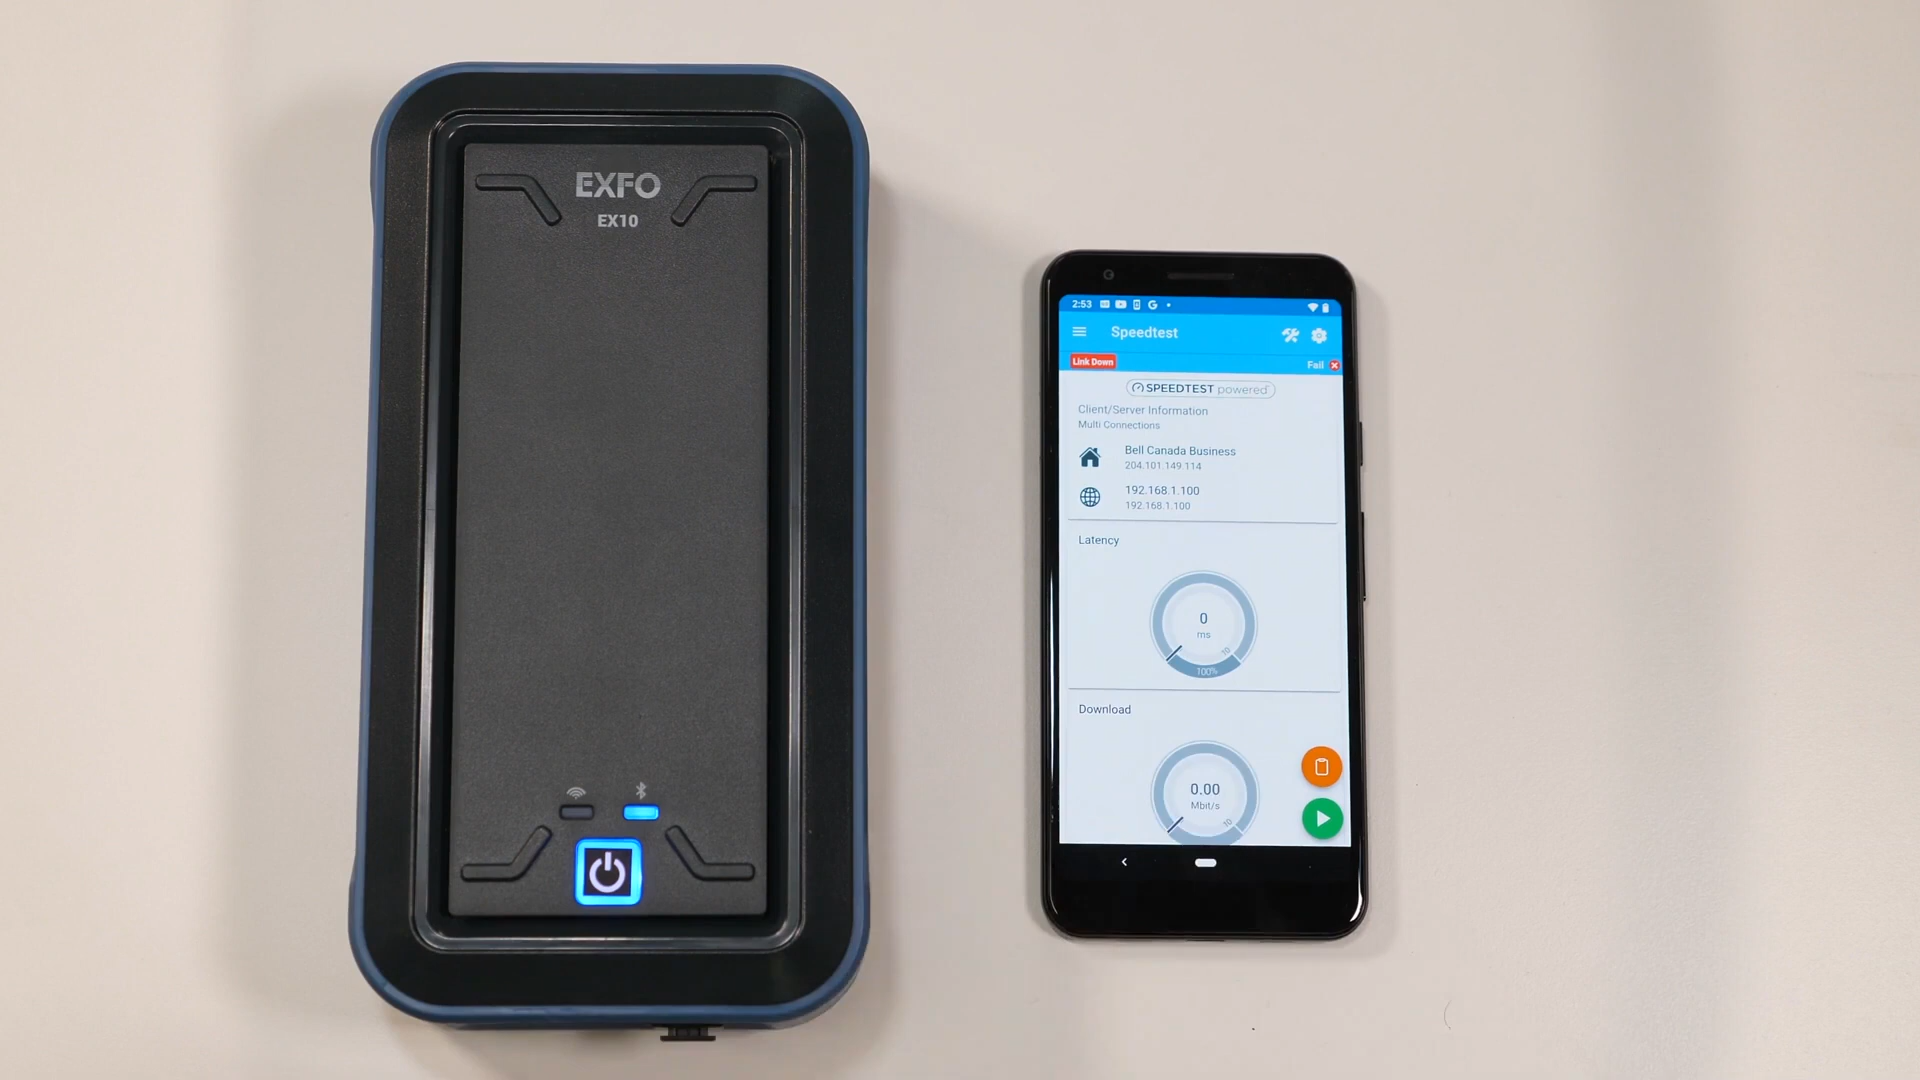 EXFO
EX10
2:53
Speedtest
Link Down
Fail
SPEEDTEST powered
Client/Server Information
Multi Connections
Bell Canada Business
204.101.149.114
192.168.1.100
192.168.1.100
Latency
0
ms
10
100%
Download
0.00
Mbit/s
10